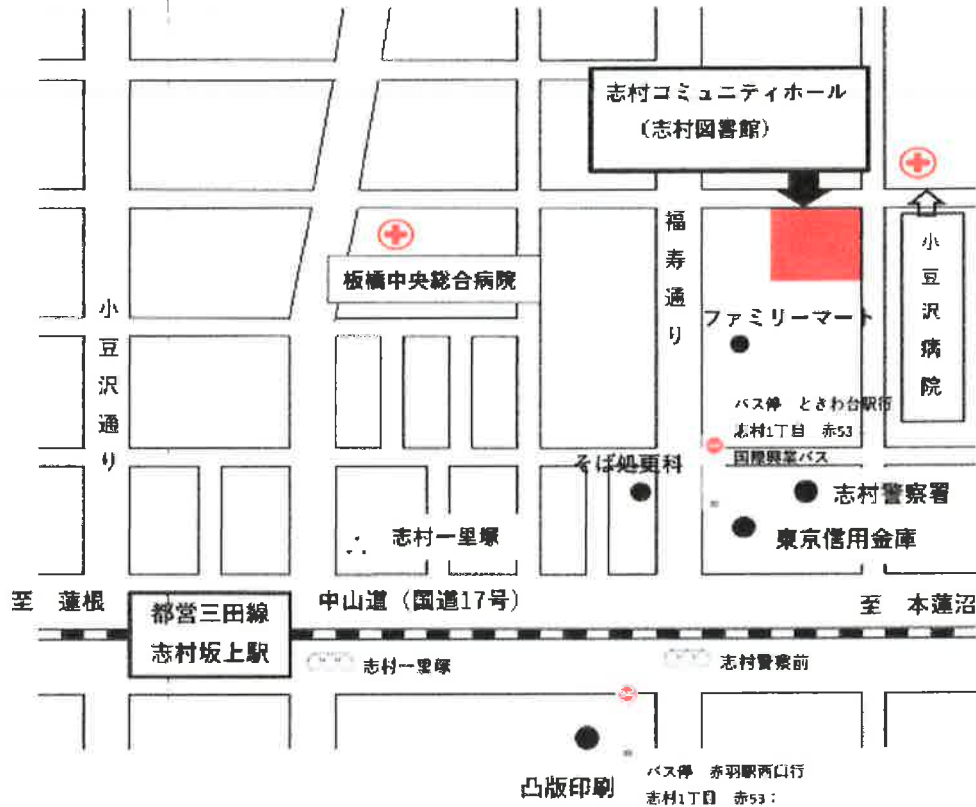 志村コミュニティホール
（志村図書館）
福寿通り
小豆沢病院
板橋中央総合病院
小豆沢通り
ファミリーマート
バス停 ときわ台駅行
志村1丁目 赤53
国際興業バス
そば処更科
志村警察署
志村一里塚
東京信用金庫
至 蓮根
中山道（国道17号）
至 本蓮沼
都営三田線
志村坂上駅
志村一里塚
志村警察前
凸版印刷
バス停 赤羽駅西口行
志村1丁目 赤53：